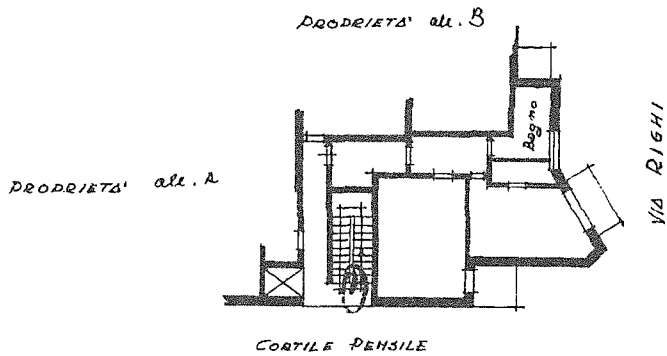 PROPRIETA' all. B
Bagno
VIA RIGHI
PROPRIETA' all. A
CORTILE PENSILE